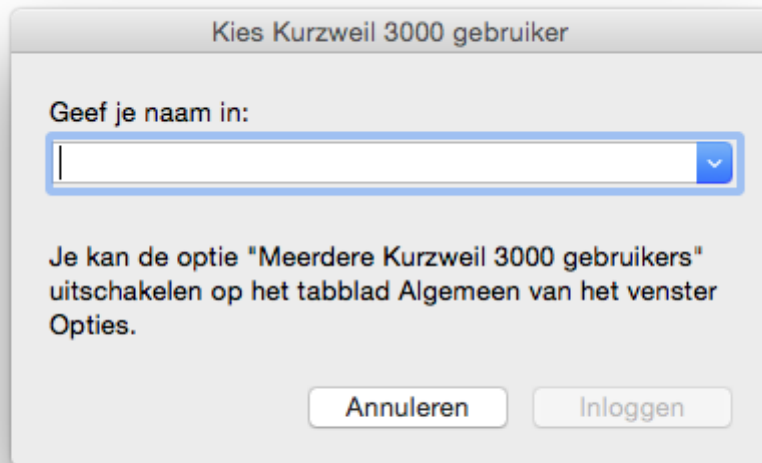 Kies Kurzweil 3000 gebruiker
Geef je naam in:
Je kan de optie "Meerdere Kurzweil 3000 gebruikers"
uitschakelen op het tabblad Algemeen van het venster
Opties.
Annuleren
Inloggen